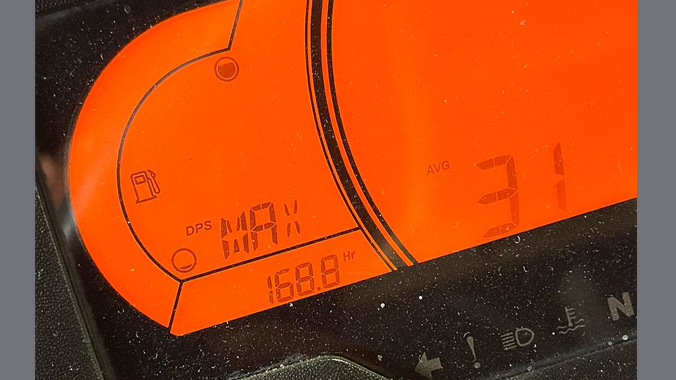 AVG 31
DPS MAX
168.8 Hr
N